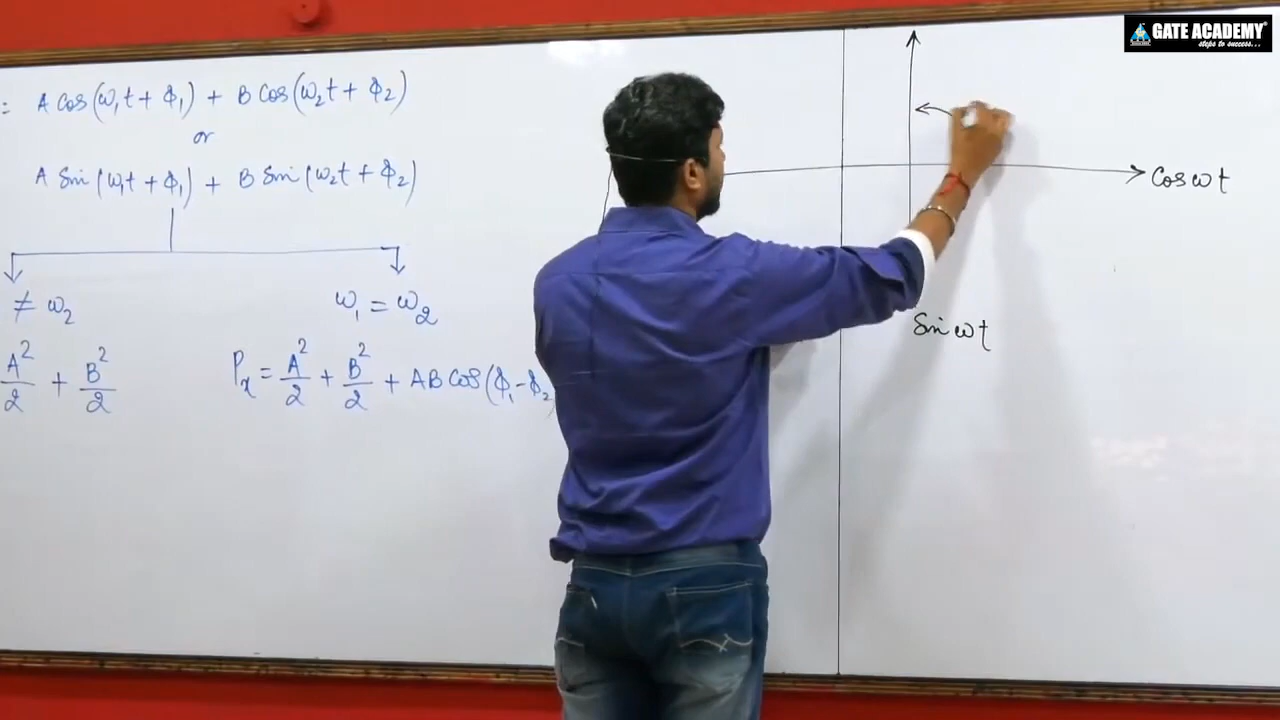 GATE ACADEMY®
steps to success...
= A Cos(ω₁t + ϕ₁) + B Cos(ω₂t + ϕ₂)
or
A Sin(ω₁t + ϕ₁) + B Sin(ω₂t + ϕ₂)
≠ ω₂
ω₁ = ω₂
A²/2 + B²/2
Pₓ = A²/2 + B²/2 + AB Cos(ϕ₁ - ϕ₂)
Cos ωt
Sin ωt